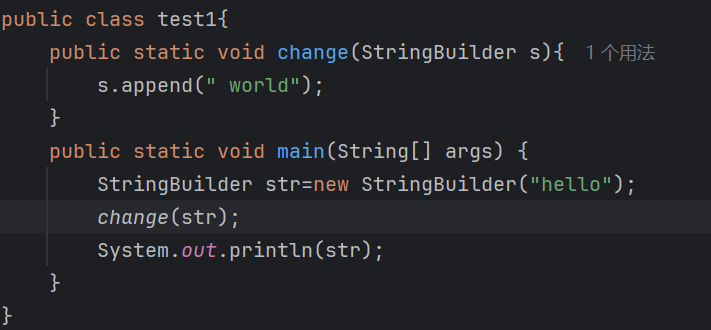 public class test1{
    public static void change(StringBuilder s){  1 个用法
        s.append(" world");
    }
    public static void main(String[] args) {
        StringBuilder str=new StringBuilder("hello");
        change(str);
        System.out.println(str);
    }
}